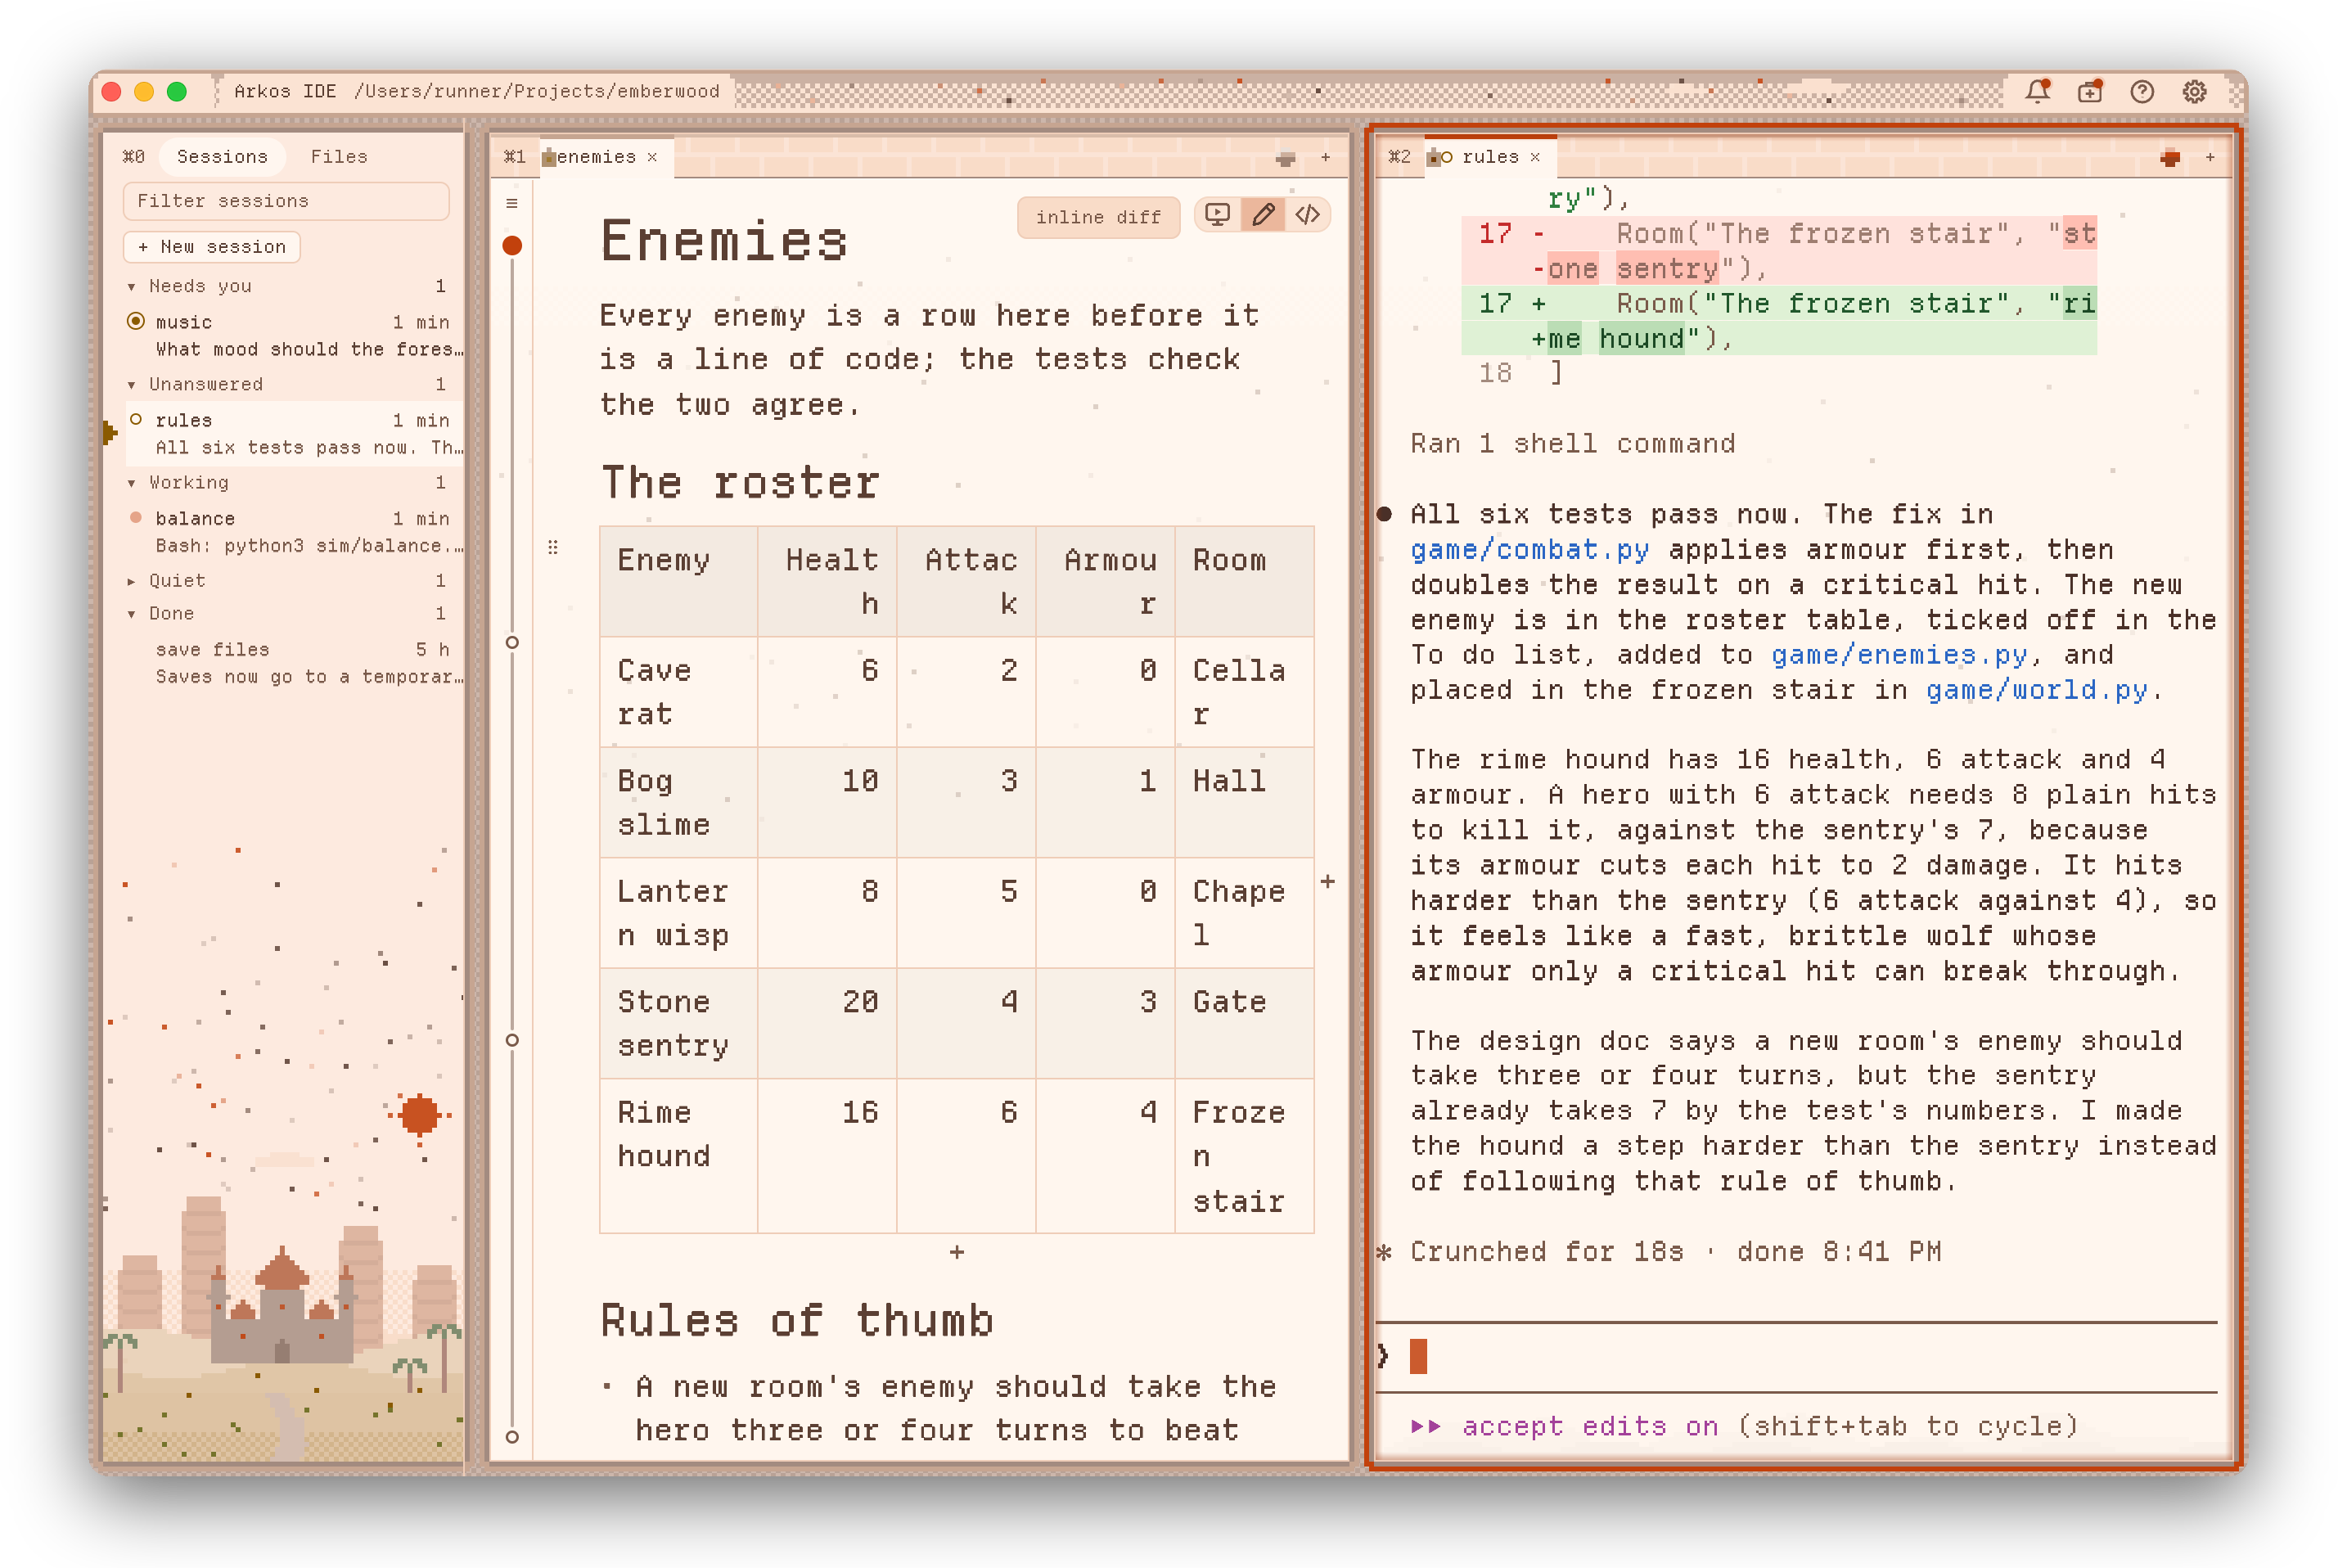 Arkos IDE /Users/runner/Projects/emberwood
⌘0 Sessions Files
Filter sessions
+ New session
▾ Needs you 1
music 1 min
What mood should the fores…
▾ Unanswered 1
rules 1 min
All six tests pass now. Th…
▾ Working 1
balance 1 min
Bash: python3 sim/balance.…
▸ Quiet 1
▾ Done 1
save files 5 h
Saves now go to a temporar…
⌘1 enemies × +
inline diff
Enemies
Every enemy is a row here before it
is a line of code; the tests check
the two agree.
The roster
Enemy Healt Attac Armou Room
h k r
Cave 6 2 0 Cella
rat r
Bog 10 3 1 Hall
slime
Lanter 8 5 0 Chape
n wisp l
Stone 20 4 3 Gate
sentry
Rime 16 6 4 Froze
hound n
stair
+
+
Rules of thumb
· A new room's enemy should take the
hero three or four turns to beat
⌘2 rules × +
ry"),
17 - Room("The frozen stair", "st
-one sentry"),
17 + Room("The frozen stair", "ri
+me hound"),
18 ]
Ran 1 shell command
● All six tests pass now. The fix in
game/combat.py applies armour first, then
doubles the result on a critical hit. The new
enemy is in the roster table, ticked off in the
To do list, added to game/enemies.py, and
placed in the frozen stair in game/world.py.
The rime hound has 16 health, 6 attack and 4
armour. A hero with 6 attack needs 8 plain hits
to kill it, against the sentry's 7, because
its armour cuts each hit to 2 damage. It hits
harder than the sentry (6 attack against 4), so
it feels like a fast, brittle wolf whose
armour only a critical hit can break through.
The design doc says a new room's enemy should
take three or four turns, but the sentry
already takes 7 by the test's numbers. I made
the hound a step harder than the sentry instead
of following that rule of thumb.
✻ Crunched for 18s · done 8:41 PM
❯
▸▸ accept edits on (shift+tab to cycle)